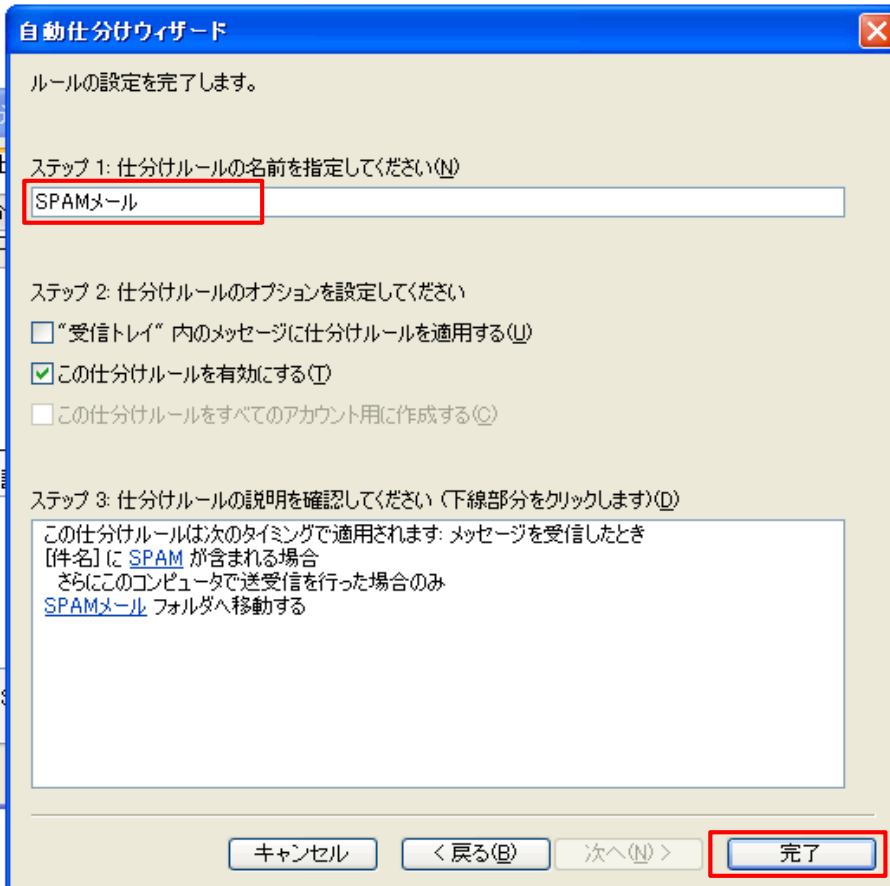 自動仕分けウィザード
ルールの設定を完了します。
ステップ 1: 仕分けルールの名前を指定してください(N)
SPAMメール
ステップ 2: 仕分けルールのオプションを設定してください
“受信トレイ“ 内のメッセージに仕分けルールを適用する(U)
この仕分けルールを有効にする(T)
この仕分けルールをすべてのアカウント用に作成する(C)
ステップ 3: 仕分けルールの説明を確認してください (下線部分をクリックします)(D)
この仕分けルールは次のタイミングで適用されます: メッセージを受信したとき
[件名] に SPAM が含まれる場合
さらにこのコンピュータで送受信を行った場合のみ
SPAMメール フォルダへ移動する
キャンセル < 戻る(B) 次へ(N) > 完了